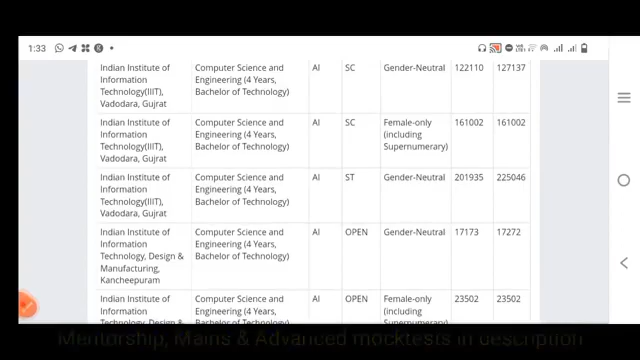 1:33
Indian Institute of Information Technology(IIIT), Vadodara, Gujrat Computer Science and Engineering (4 Years, Bachelor of Technology) AI SC Gender-Neutral 122110 127137
Indian Institute of Information Technology(IIIT), Vadodara, Gujrat Computer Science and Engineering (4 Years, Bachelor of Technology) AI SC Female-only (including Supernumerary) 161002 161002
Indian Institute of Information Technology(IIIT), Vadodara, Gujrat Computer Science and Engineering (4 Years, Bachelor of Technology) AI ST Gender-Neutral 201935 225046
Indian Institute of Information Technology, Design & Manufacturing, Kancheepuram Computer Science and Engineering (4 Years, Bachelor of Technology) AI OPEN Gender-Neutral 17173 17272
Indian Institute of Information Technology, Design & Computer Science and Engineering (4 Years, Bachelor of Technology) AI OPEN Female-only (including Supernumerary) 23502 23502
Mentorship, Mains & Advanced mocktests in description